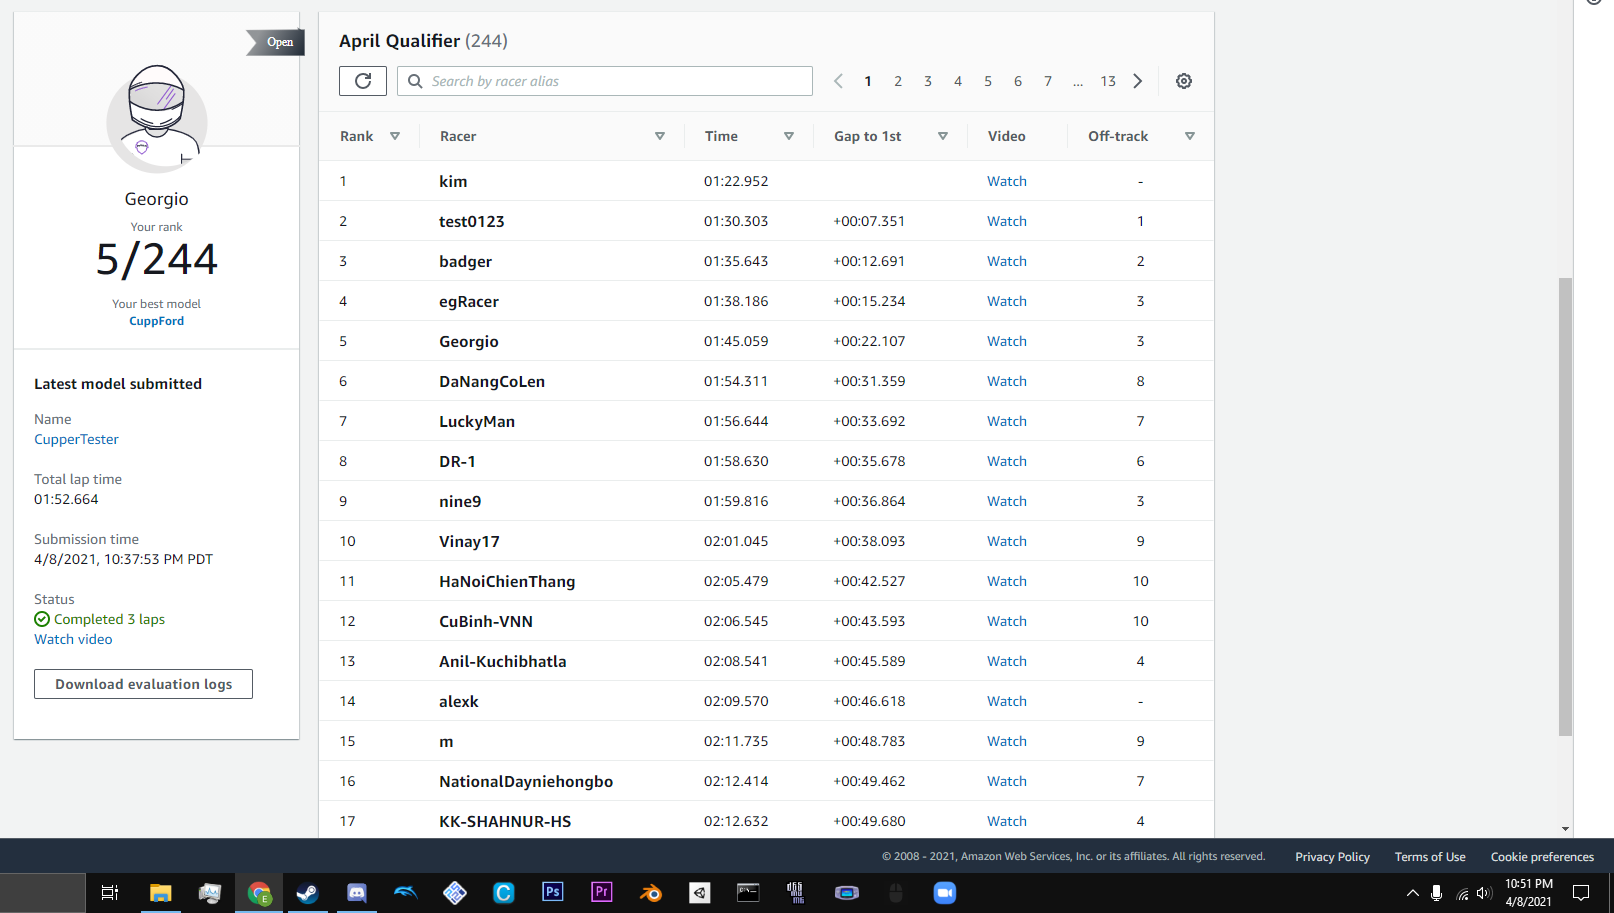 Open
Georgio
Your rank
5/244
Your best model
CuppFord
Latest model submitted
Name
CupperTester
Total lap time
01:52.664
Submission time
4/8/2021, 10:37:53 PM PDT
Status
Completed 3 laps
Watch video
Download evaluation logs
April Qualifier (244)
Search by racer alias
1 2 3 4 5 6 7 ... 13
Rank Racer Time Gap to 1st Video Off-track
1 kim 01:22.952 Watch -
2 test0123 01:30.303 +00:07.351 Watch 1
3 badger 01:35.643 +00:12.691 Watch 2
4 egRacer 01:38.186 +00:15.234 Watch 3
5 Georgio 01:45.059 +00:22.107 Watch 3
6 DaNangCoLen 01:54.311 +00:31.359 Watch 8
7 LuckyMan 01:56.644 +00:33.692 Watch 7
8 DR-1 01:58.630 +00:35.678 Watch 6
9 nine9 01:59.816 +00:36.864 Watch 3
10 Vinay17 02:01.045 +00:38.093 Watch 9
11 HaNoiChienThang 02:05.479 +00:42.527 Watch 10
12 CuBinh-VNN 02:06.545 +00:43.593 Watch 10
13 Anil-Kuchibhatla 02:08.541 +00:45.589 Watch 4
14 alexk 02:09.570 +00:46.618 Watch -
15 m 02:11.735 +00:48.783 Watch 9
16 NationalDayniehongbo 02:12.414 +00:49.462 Watch 7
17 KK-SHAHNUR-HS 02:12.632 +00:49.680 Watch 4
© 2008 - 2021, Amazon Web Services, Inc. or its affiliates. All rights reserved. Privacy Policy Terms of Use Cookie preferences
E
C
Ps
Pr
10:51 PM
4/8/2021